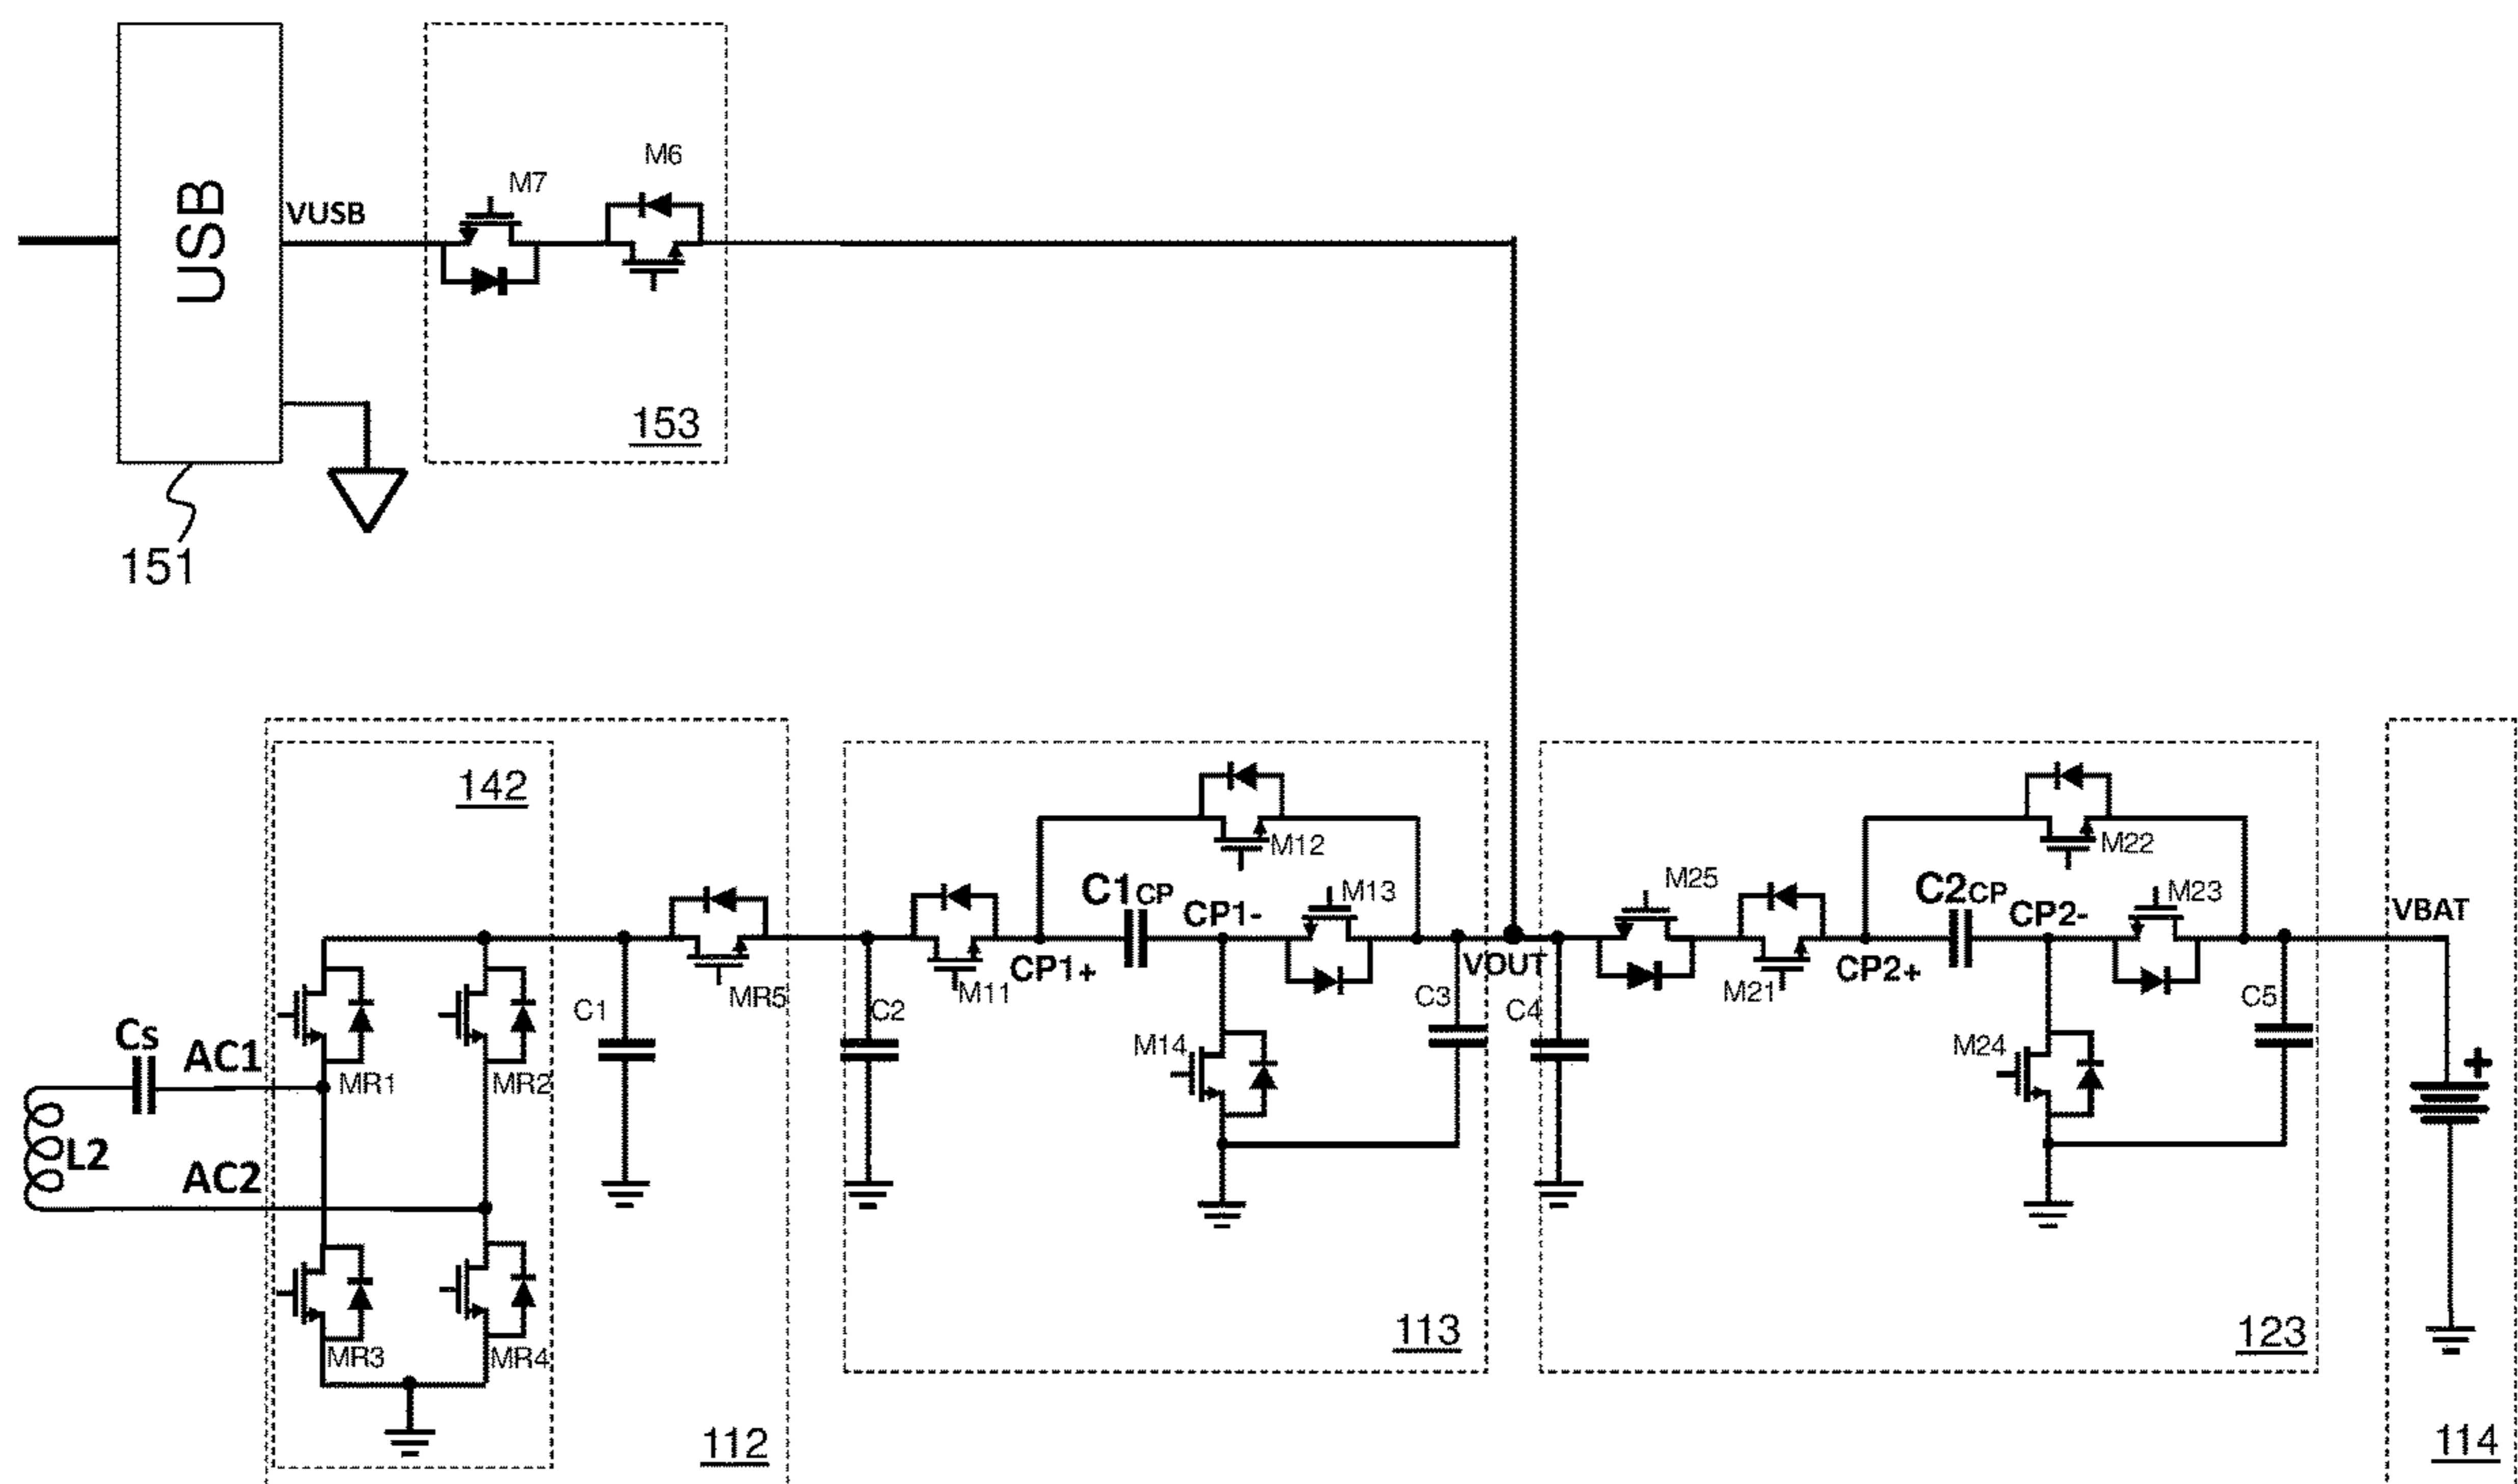 USB
VUSB
M7
M6
153
151
142
MR1
MR2
MR3
MR4
Cs
AC1
L2
AC2
C1
MR5
112
C2
M11
CP1+
C1CP
CP1-
M12
M13
M14
C3
VOUT
113
C4
M25
M21
CP2+
C2CP
CP2-
M22
M23
M24
C5
123
VBAT
+
114